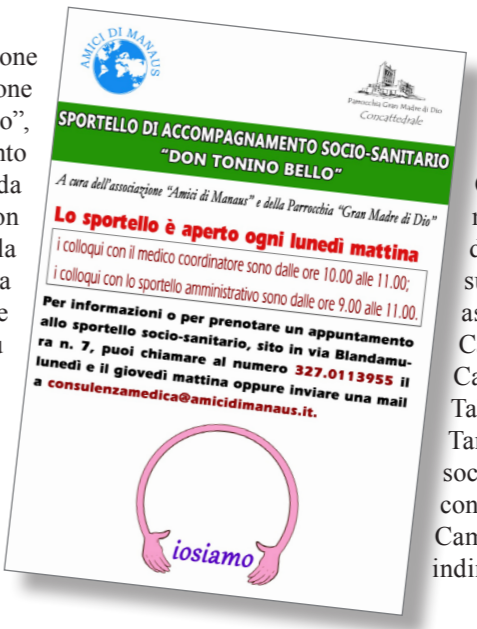 one
one
o”,
nto
da
on
la
a
e
AMICI DI MANAUS
Parrocchia Gran Madre di Dio
Concattedrale
SPORTELLO DI ACCOMPAGNAMENTO SOCIO-SANITARIO
“DON TONINO BELLO”
A cura dell'associazione “Amici di Manaus” e della Parrocchia “Gran Madre di Dio”
Lo sportello è aperto ogni lunedì mattina
i colloqui con il medico coordinatore sono dalle ore 10.00 alle 11.00;
i colloqui con lo sportello amministrativo sono dalle ore 9.00 alle 11.00.
Per informazioni o per prenotare un appuntamento
allo sportello socio-sanitario, sito in via Blandamu-
ra n. 7, puoi chiamare al numero 327.0113955 il
lunedì e il giovedì mattina oppure inviare una mail
a consulenzamedica@amicidimanaus.it.
iosiamo
su
as
Ca
Ta
soc
con